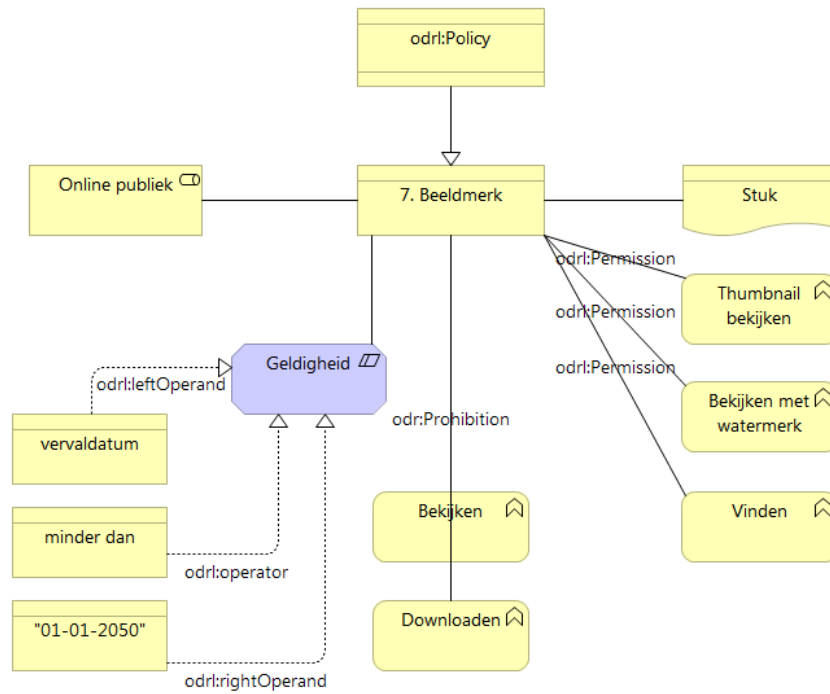 odrl:Policy
Online publiek
7. Beeldmerk
Stuk
odrl:Permission
Thumbnail
bekijken
odrl:Permission
Geldigheid
odrl:Permission
odrl:leftOperand
Bekijken met
watermerk
odr:Prohibition
vervaldatum
Bekijken
Vinden
minder dan
odrl:operator
Downloaden
"01-01-2050"
odrl:rightOperand